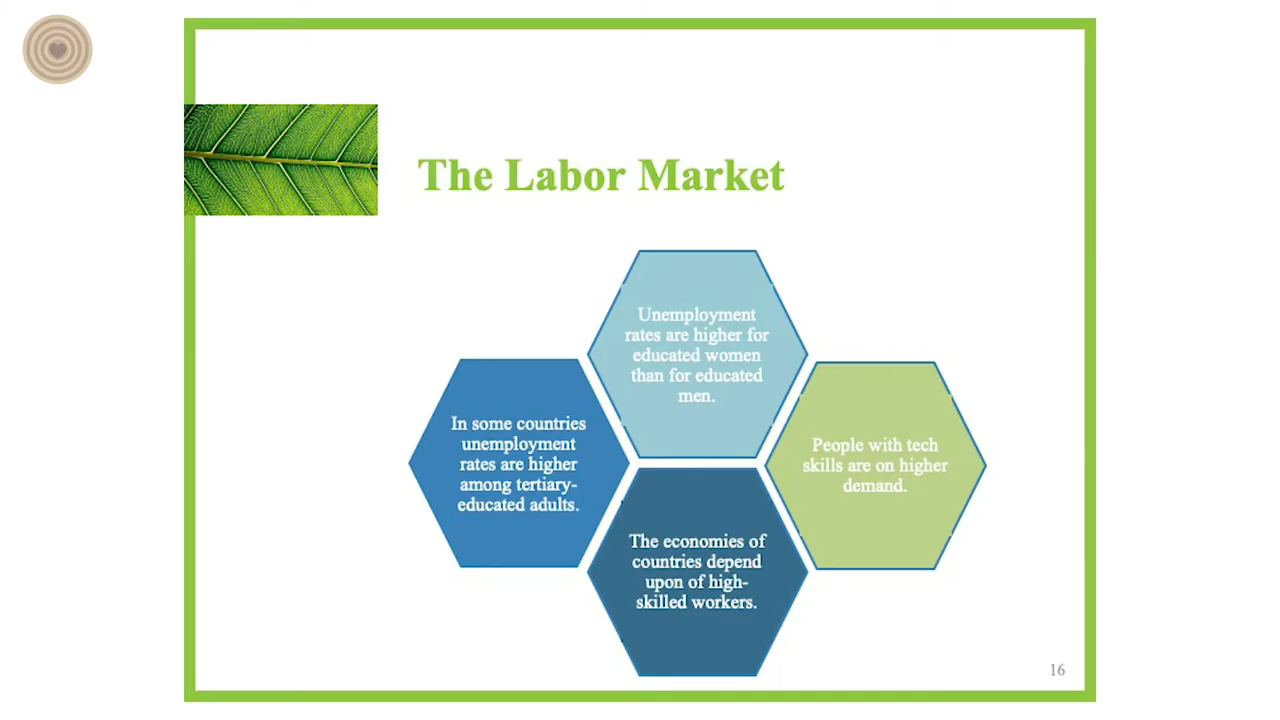 The Labor Market
Unemployment
rates are higher for
educated women
than for educated
men.
In some countries
unemployment
rates are higher
among tertiary-
educated adults.
People with tech
skills are on higher
demand.
The economies of
countries depend
upon of high-
skilled workers.
16